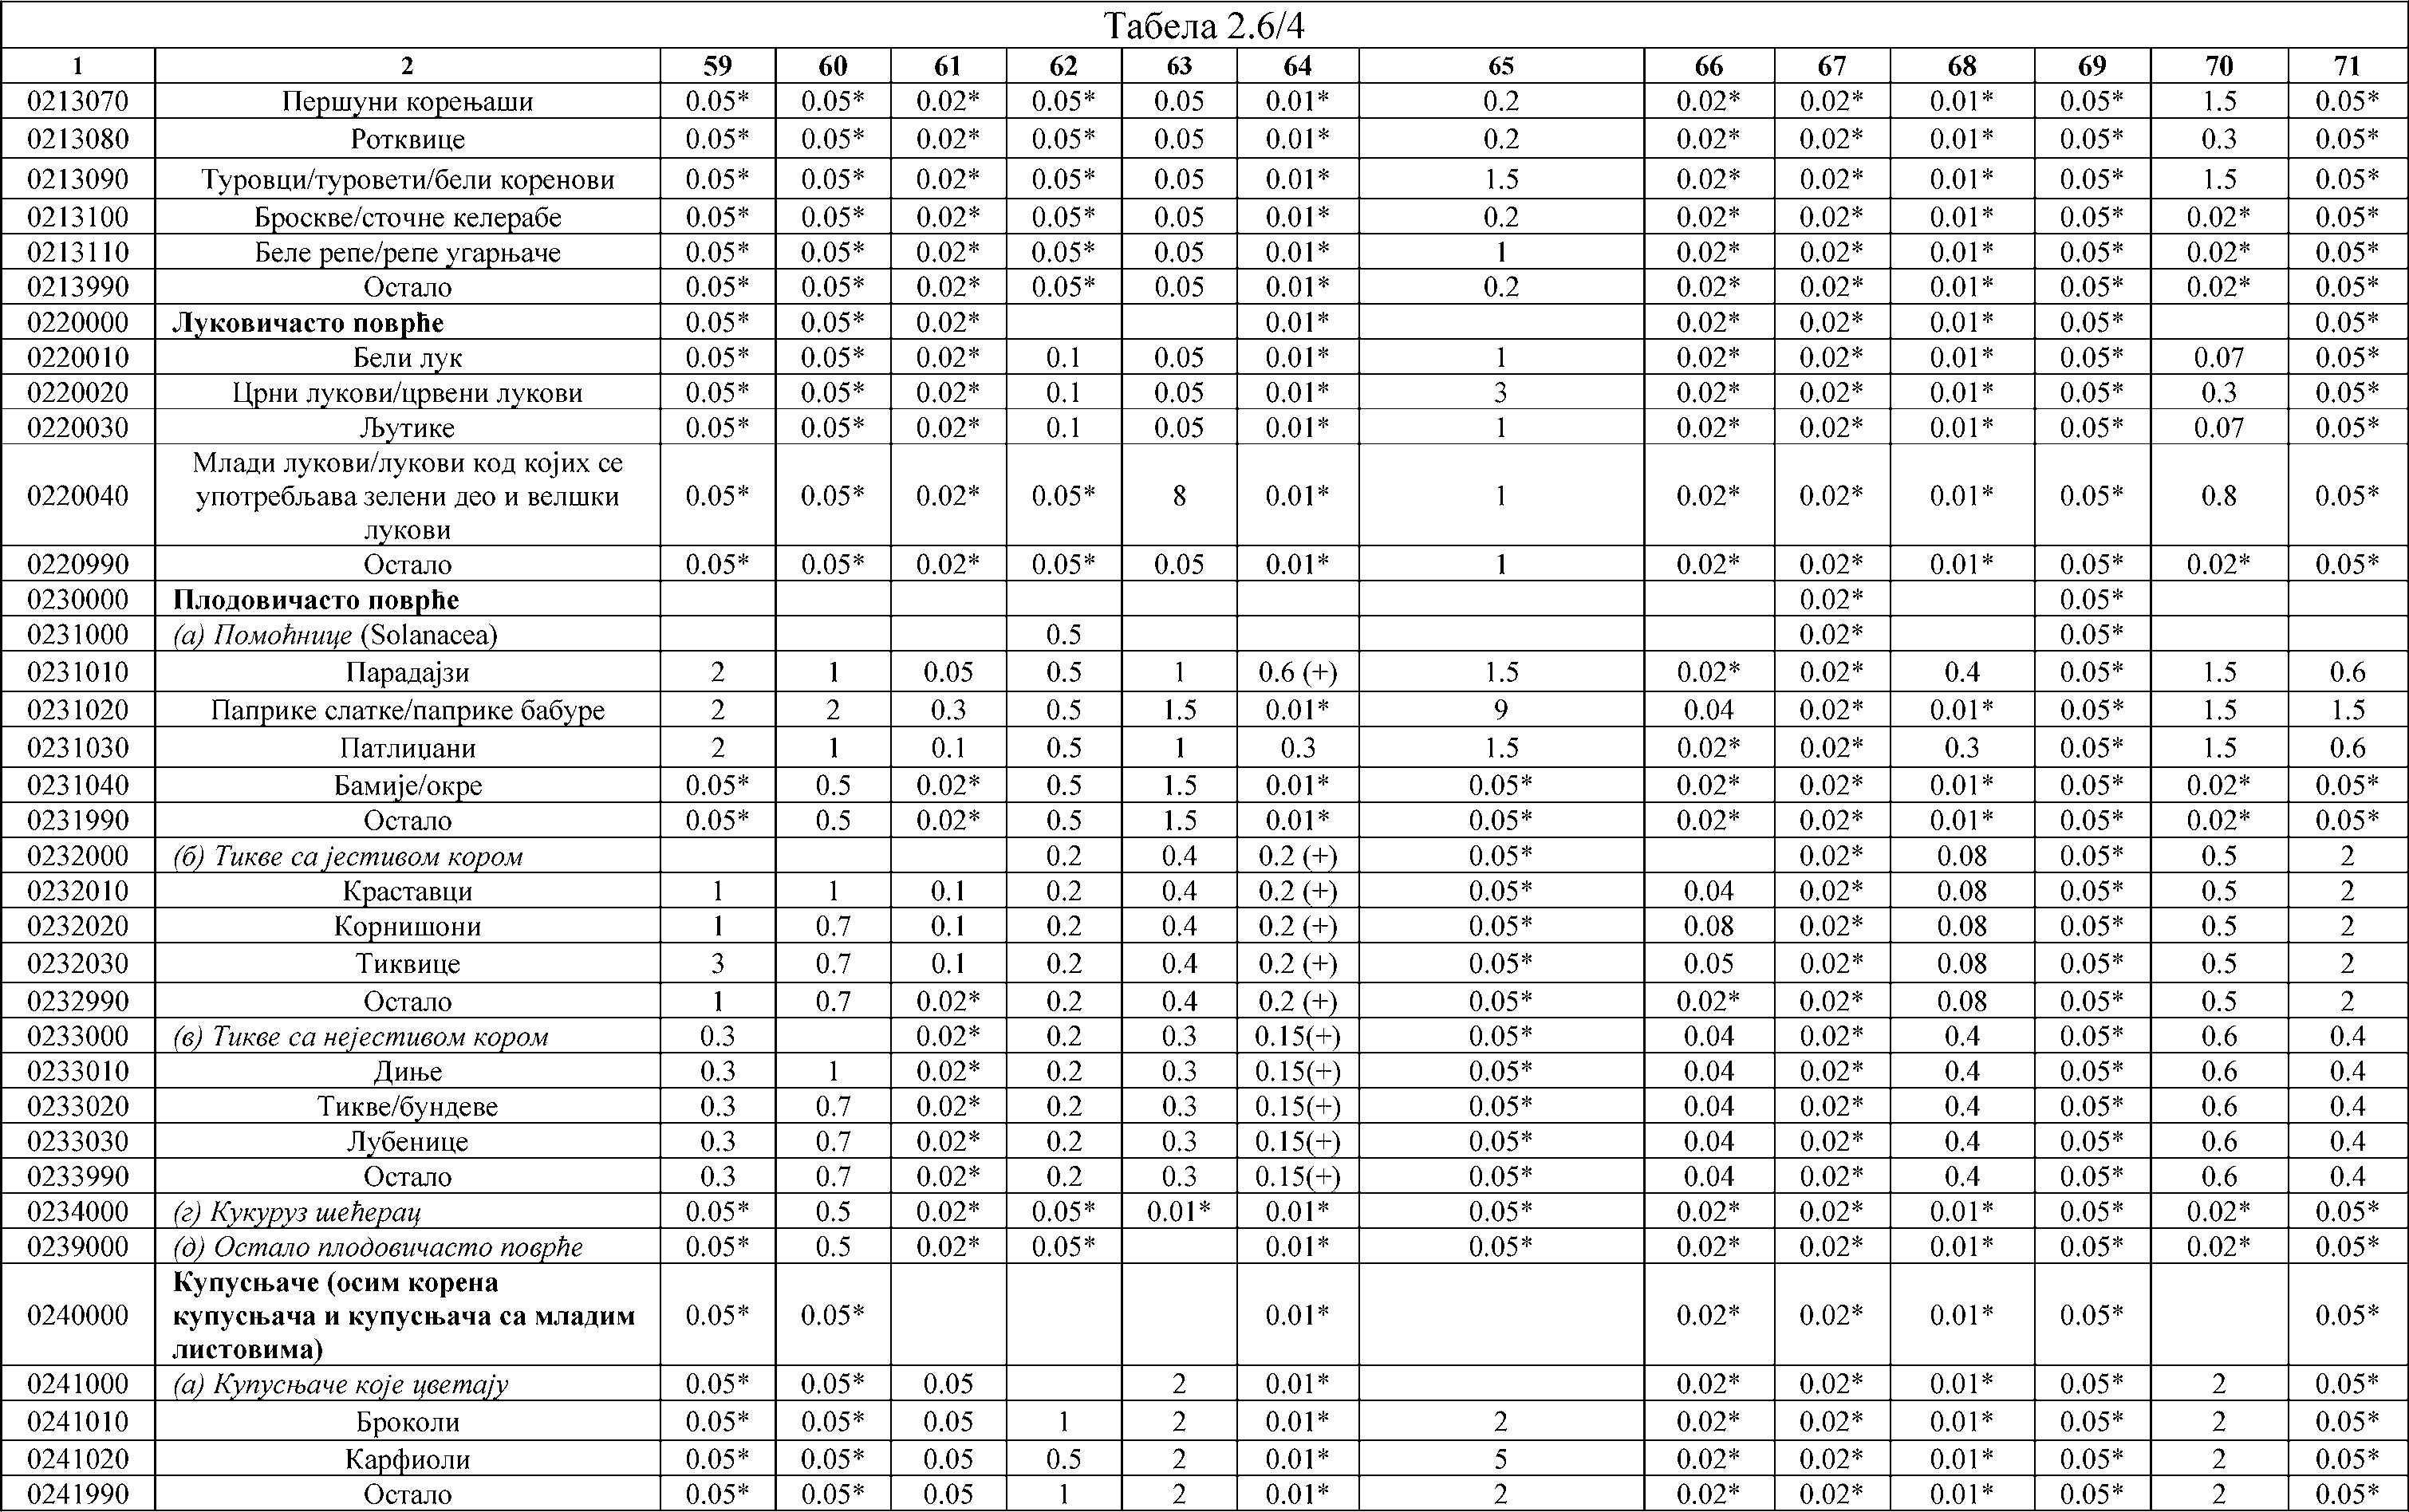 Табела 2.6/4
1 2 59 60 61 62 63 64 65 66 67 68 69 70 71
0213070 Першуни корењаши 0.05* 0.05* 0.02* 0.05* 0.05 0.01* 0.2 0.02* 0.02* 0.01* 0.05* 1.5 0.05*
0213080 Ротквице 0.05* 0.05* 0.02* 0.05* 0.05 0.01* 0.2 0.02* 0.02* 0.01* 0.05* 0.3 0.05*
0213090 Туровци/туровети/бели коренови 0.05* 0.05* 0.02* 0.05* 0.05 0.01* 1.5 0.02* 0.02* 0.01* 0.05* 1.5 0.05*
0213100 Броскве/сточне келерабе 0.05* 0.05* 0.02* 0.05* 0.05 0.01* 0.2 0.02* 0.02* 0.01* 0.05* 0.02* 0.05*
0213110 Беле репе/репе угарњаче 0.05* 0.05* 0.02* 0.05* 0.05 0.01* 1 0.02* 0.02* 0.01* 0.05* 0.02* 0.05*
0213990 Остало 0.05* 0.05* 0.02* 0.05* 0.05 0.01* 0.2 0.02* 0.02* 0.01* 0.05* 0.02* 0.05*
0220000 Луковичасто поврће 0.05* 0.05* 0.02* 0.01* 0.02* 0.02* 0.01* 0.05* 0.05*
0220010 Бели лук 0.05* 0.05* 0.02* 0.1 0.05 0.01* 1 0.02* 0.02* 0.01* 0.05* 0.07 0.05*
0220020 Црни лукови/црвени лукови 0.05* 0.05* 0.02* 0.1 0.05 0.01* 3 0.02* 0.02* 0.01* 0.05* 0.3 0.05*
0220030 Љутике 0.05* 0.05* 0.02* 0.1 0.05 0.01* 1 0.02* 0.02* 0.01* 0.05* 0.07 0.05*
Млади лукови/лукови код којих се
0220040 употребљава зелени део и велшки 0.05* 0.05* 0.02* 0.05* 8 0.01* 1 0.02* 0.02* 0.01* 0.05* 0.8 0.05*
лукови
0220990 Остало 0.05* 0.05* 0.02* 0.05* 0.05 0.01* 1 0.02* 0.02* 0.01* 0.05* 0.02* 0.05*
0230000 Плодовичасто поврће 0.02* 0.05*
0231000 (а) Помоћнице (Solanacea) 0.5 0.02* 0.05*
0231010 Парадајзи 2 1 0.05 0.5 1 0.6 (+) 1.5 0.02* 0.02* 0.4 0.05* 1.5 0.6
0231020 Паприке слатке/паприке бабуре 2 2 0.3 0.5 1.5 0.01* 9 0.04 0.02* 0.01* 0.05* 1.5 1.5
0231030 Патлиџани 2 1 0.1 0.5 1 0.3 1.5 0.02* 0.02* 0.3 0.05* 1.5 0.6
0231040 Бамије/окре 0.05* 0.5 0.02* 0.5 1.5 0.01* 0.05* 0.02* 0.02* 0.01* 0.05* 0.02* 0.05*
0231990 Остало 0.05* 0.5 0.02* 0.5 1.5 0.01* 0.05* 0.02* 0.02* 0.01* 0.05* 0.02* 0.05*
0232000 (б) Тикве са јестивом кором 0.2 0.4 0.2 (+) 0.05* 0.02* 0.08 0.05* 0.5 2
0232010 Краставци 1 1 0.1 0.2 0.4 0.2 (+) 0.05* 0.04 0.02* 0.08 0.05* 0.5 2
0232020 Корнишони 1 0.7 0.1 0.2 0.4 0.2 (+) 0.05* 0.08 0.02* 0.08 0.05* 0.5 2
0232030 Тиквице 3 0.7 0.1 0.2 0.4 0.2 (+) 0.05* 0.05 0.02* 0.08 0.05* 0.5 2
0232990 Остало 1 0.7 0.02* 0.2 0.4 0.2 (+) 0.05* 0.02* 0.02* 0.08 0.05* 0.5 2
0233000 (в) Тикве са нејестивом кором 0.3 0.02* 0.2 0.3 0.15(+) 0.05* 0.04 0.02* 0.4 0.05* 0.6 0.4
0233010 Диње 0.3 1 0.02* 0.2 0.3 0.15(+) 0.05* 0.04 0.02* 0.4 0.05* 0.6 0.4
0233020 Тикве/бундеве 0.3 0.7 0.02* 0.2 0.3 0.15(+) 0.05* 0.04 0.02* 0.4 0.05* 0.6 0.4
0233030 Лубенице 0.3 0.7 0.02* 0.2 0.3 0.15(+) 0.05* 0.04 0.02* 0.4 0.05* 0.6 0.4
0233990 Остало 0.3 0.7 0.02* 0.2 0.3 0.15(+) 0.05* 0.04 0.02* 0.4 0.05* 0.6 0.4
0234000 (г) Кукуруз шећерац 0.05* 0.5 0.02* 0.05* 0.01* 0.01* 0.05* 0.02* 0.02* 0.01* 0.05* 0.02* 0.05*
0239000 (д) Остало плодовичасто поврће 0.05* 0.5 0.02* 0.05* 0.01* 0.05* 0.02* 0.02* 0.01* 0.05* 0.02* 0.05*
Купусњаче (осим корена
0240000 купусњача и купусњача са младим 0.05* 0.05* 0.01* 0.02* 0.02* 0.01* 0.05* 0.05*
листовима)
0241000 (а) Купусњаче које цветају 0.05* 0.05* 0.05 2 0.01* 0.02* 0.02* 0.01* 0.05* 2 0.05*
0241010 Броколи 0.05* 0.05* 0.05 1 2 0.01* 2 0.02* 0.02* 0.01* 0.05* 2 0.05*
0241020 Карфиоли 0.05* 0.05* 0.05 0.5 2 0.01* 5 0.02* 0.02* 0.01* 0.05* 2 0.05*
0241990 Остало 0.05* 0.05* 0.05 1 2 0.01* 2 0.02* 0.02* 0.01* 0.05* 2 0.05*